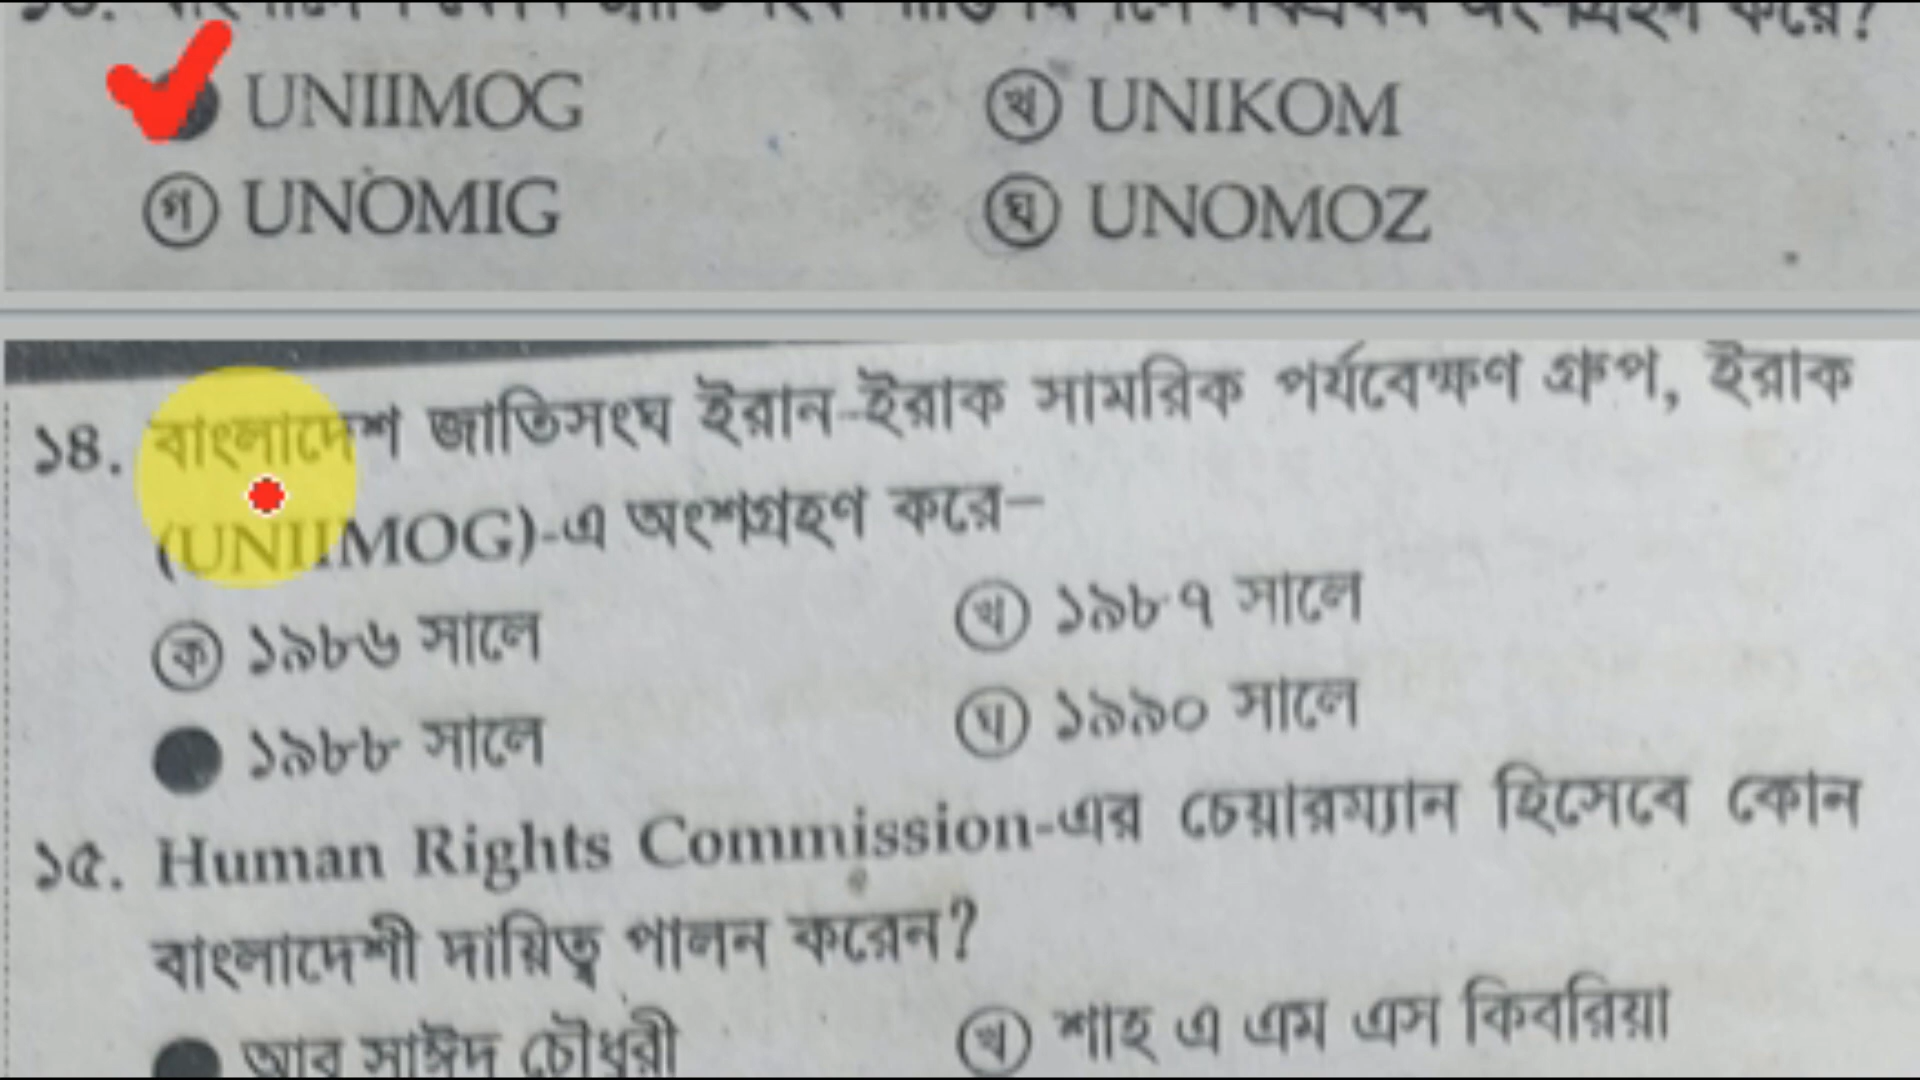 করে?
UNIIMOG
খ UNIKOM
গ UNOMIG
ঘ UNOMOZ
১৪. বাংলাদেশ জাতিসংঘ ইরান-ইরাক সামরিক পর্যবেক্ষণ গ্রুপ, ইরাক
(UNIIMOG)-এ অংশগ্রহণ করে–
ক ১৯৮৬ সালে
খ ১৯৮৭ সালে
১৯৮৮ সালে
ঘ ১৯৯০ সালে
১৫. Human Rights Commission-এর চেয়ারম্যান হিসেবে কোন
বাংলাদেশী দায়িত্ব পালন করেন?
আবু সাঈদ চৌধুরী
খ শাহ এ এম এস কিবরিয়া